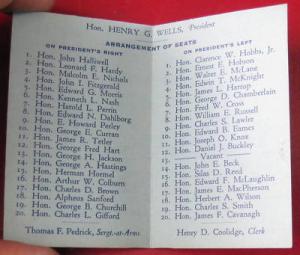 Hon. HENRY G. WELLS, President
ARRANGEMENT OF SEATS
ON PRESIDENT'S RIGHT
1. Hon. John Halliwell
2. Hon. Leonard F. Hardy
3. Hon. Malcolm E. Nichols
4. Hon. John I. Fitzgerald
5. Hon. Edward G. Morris
6. Hon. Kenneth L. Nash
7. Hon. Harold L. Perrin
8. Hon. Edward N. Dahlborg
9. Hon. E. Howard Perley
10. Hon. George E. Curran
11. Hon. James R. Tetler
12. Hon. George Fred Hart
13. Hon. George H. Jackson
14. Hon. George A. Hastings
15. Hon. Herman Hormel
16. Hon. Arthur W. Colburn
17. Hon. Charles D. Brown
18. Hon. Alpheus Sanford
19. Hon. George B. Churchill
20. Hon. Charles L. Gifford
Thomas F. Pedrick, Sergt.-at-Arms
ON PRESIDENT'S LEFT
1. Hon. Clarence W. Hobbs, Jr.
2. Hon. Ernest E. Hobson
3. Hon. Walter E. McLane
4. Hon. Edwin T. McKnight
5. Hon. James L. Harrop
6. Hon. George D. Chamberlain
7. Hon. Fred W. Cross
8. Hon. William E. Russell
9. Hon. Charles S. Lawler
10. Hon. Edward B. Eames
11. Hon. Joseph O. Knox
12. Hon. Daniel J. Buckley
13. —— Vacant ——
14. Hon. John E. Beck
15. Hon. Silas D. Reed
16. Hon. Edward F. McLaughlin
17. Hon. James E. MacPherson
18. Hon. Herbert A. Wilson
19. Hon. Charles S. Smith
20. Hon. James F. Cavanagh
Henry D. Coolidge, Clerk